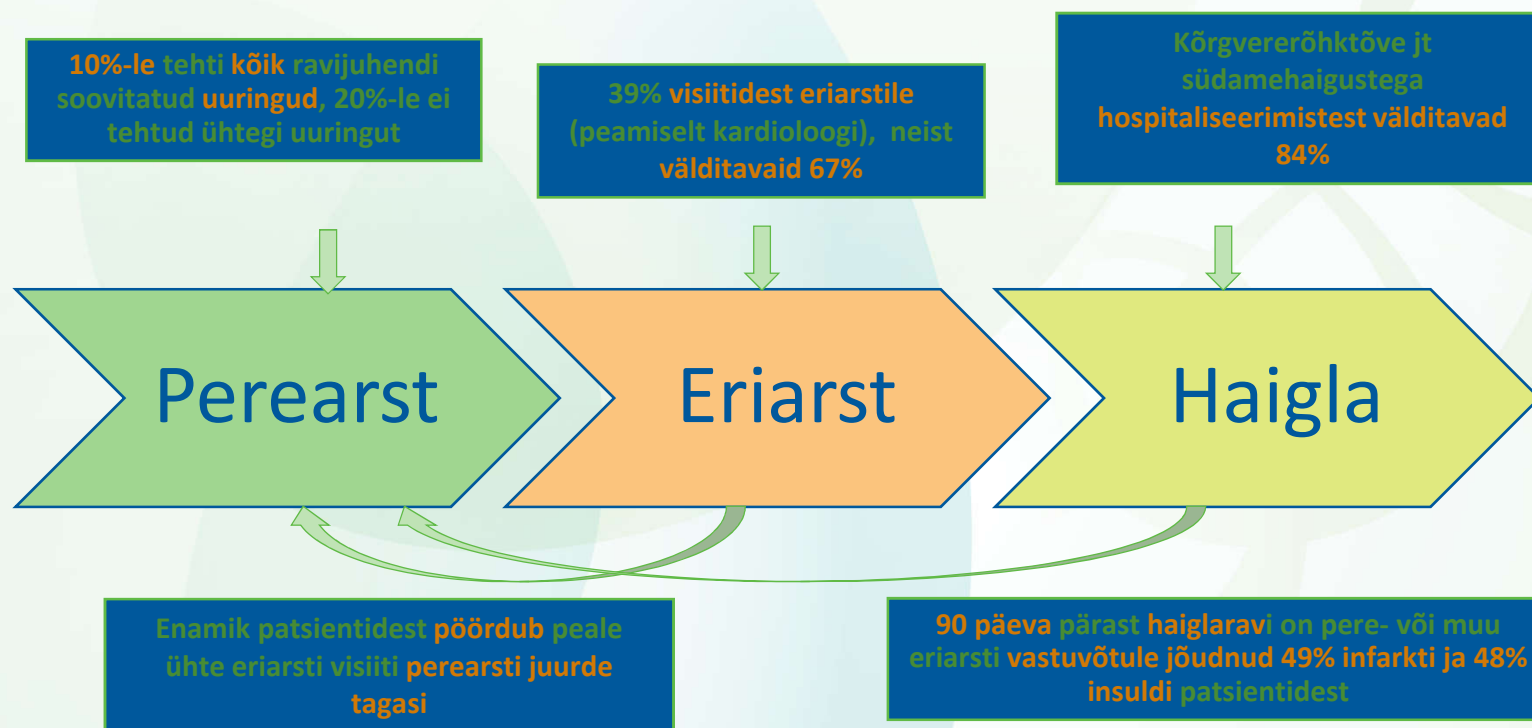 10%-le tehti kõik ravijuhendi
soovitatud uuringud, 20%-le ei
tehtud ühtegi uuringut
39% visiitidest eriarstile
(peamiselt kardioloogi), neist
välditavaid 67%
Kõrgvererõhktõve jt
südamehaigustega
hospitaliseerimistest välditavad
84%
Perearst
Eriarst
Haigla
Enamik patsientidest pöördub peale
ühte eriarsti visiiti perearsti juurde
tagasi
90 päeva pärast haiglaravi on pere- või muu
eriarsti vastuvõtule jõudnud 49% infarkti ja 48%
insuldi patsientidest